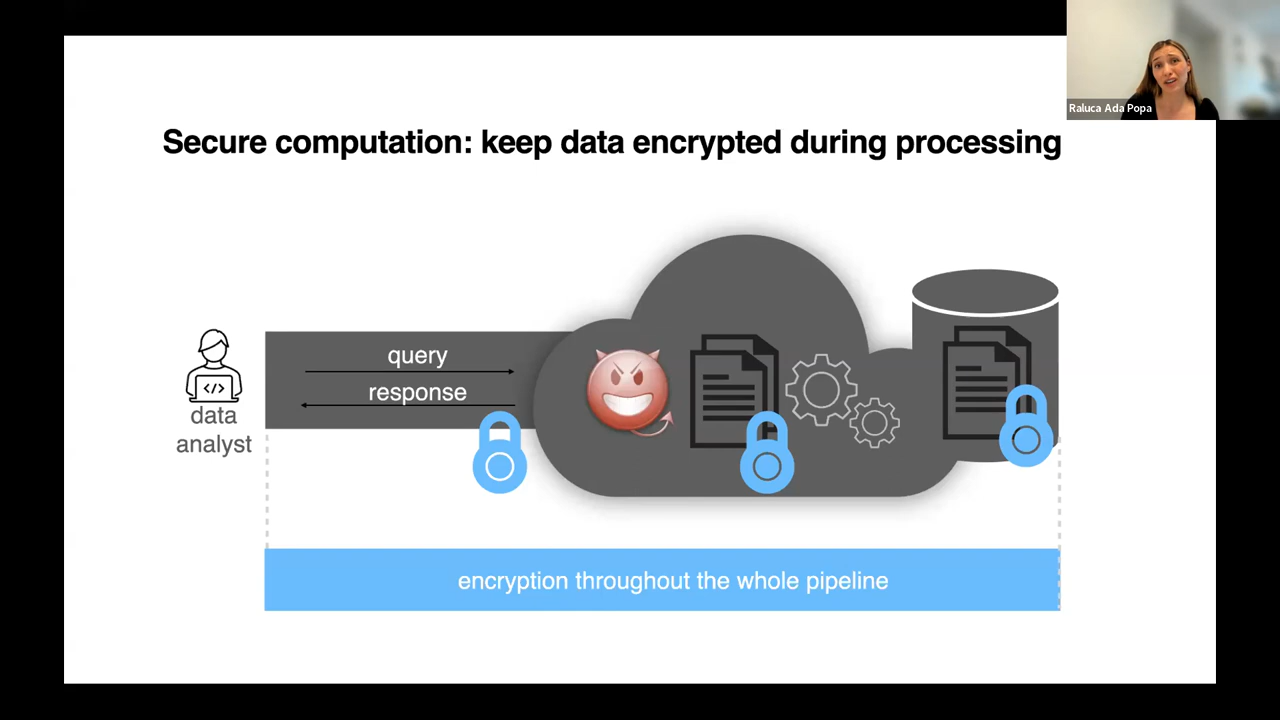 Raluca Ada Popa
Secure computation: keep data encrypted during processing
query
response
</>
data
analyst
encryption throughout the whole pipeline